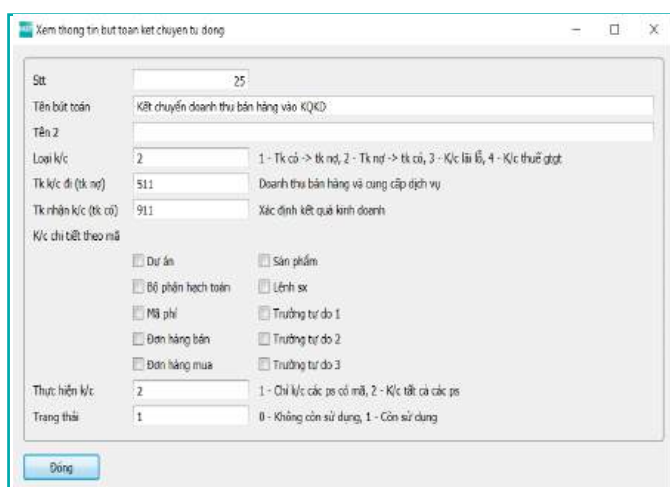 Xem thong tin but toan ket chuyen tu dong
Stt 25
Tên bút toán Kết chuyển doanh thu bán hàng vào KQKD
Tên 2
Loại k/c 2 1 - Tk có -> tk nợ, 2 - Tk nợ -> tk có, 3 - K/c lãi lỗ, 4 - K/c thuế gtgt
Tk k/c đi (tk nợ) 511 Doanh thu bán hàng và cung cấp dịch vụ
Tk nhận k/c (tk có) 911 Xác định kết quả kinh doanh
K/c chi tiết theo mã
Dự án Sản phẩm
Bộ phận hạch toán Lệnh sx
Mã phí Trường tự do 1
Đơn hàng bán Trường tự do 2
Đơn hàng mua Trường tự do 3
Thực hiện k/c 2 1 - Chỉ k/c các ps có mã, 2 - K/c tất cả các ps
Trạng thái 1 0 - Không còn sử dụng, 1 - Còn sử dụng
Đóng